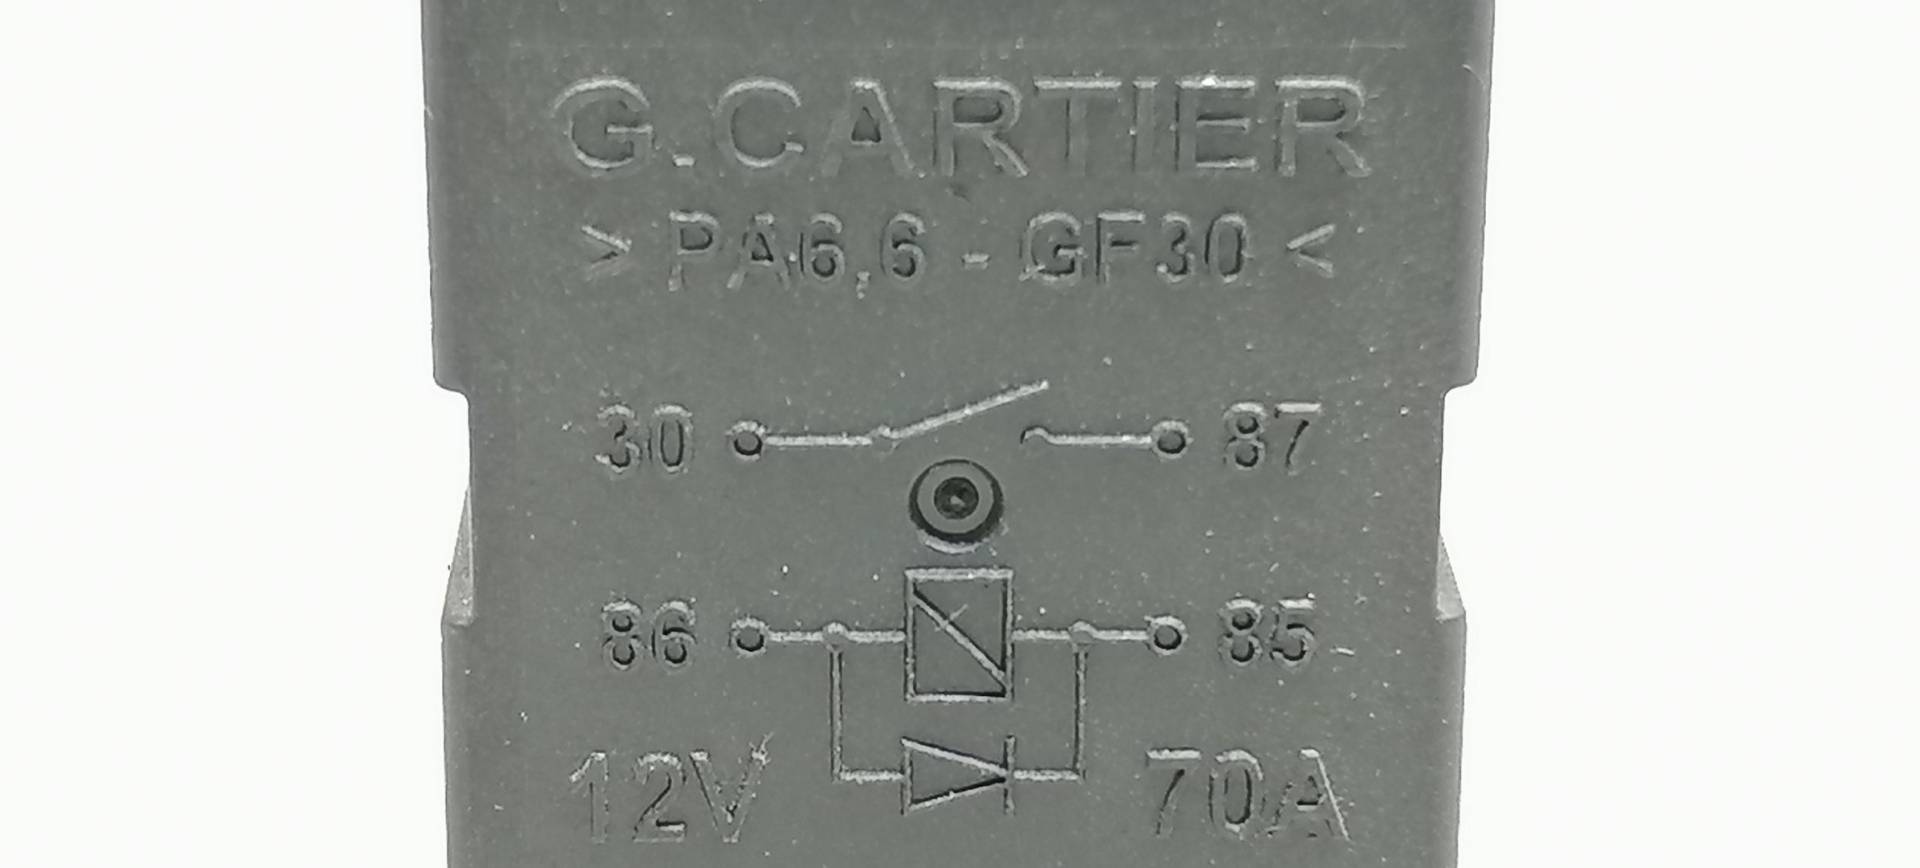 G.CARTIER
> PA6,6 - GF30 <
30 87
86 85
12V 70A